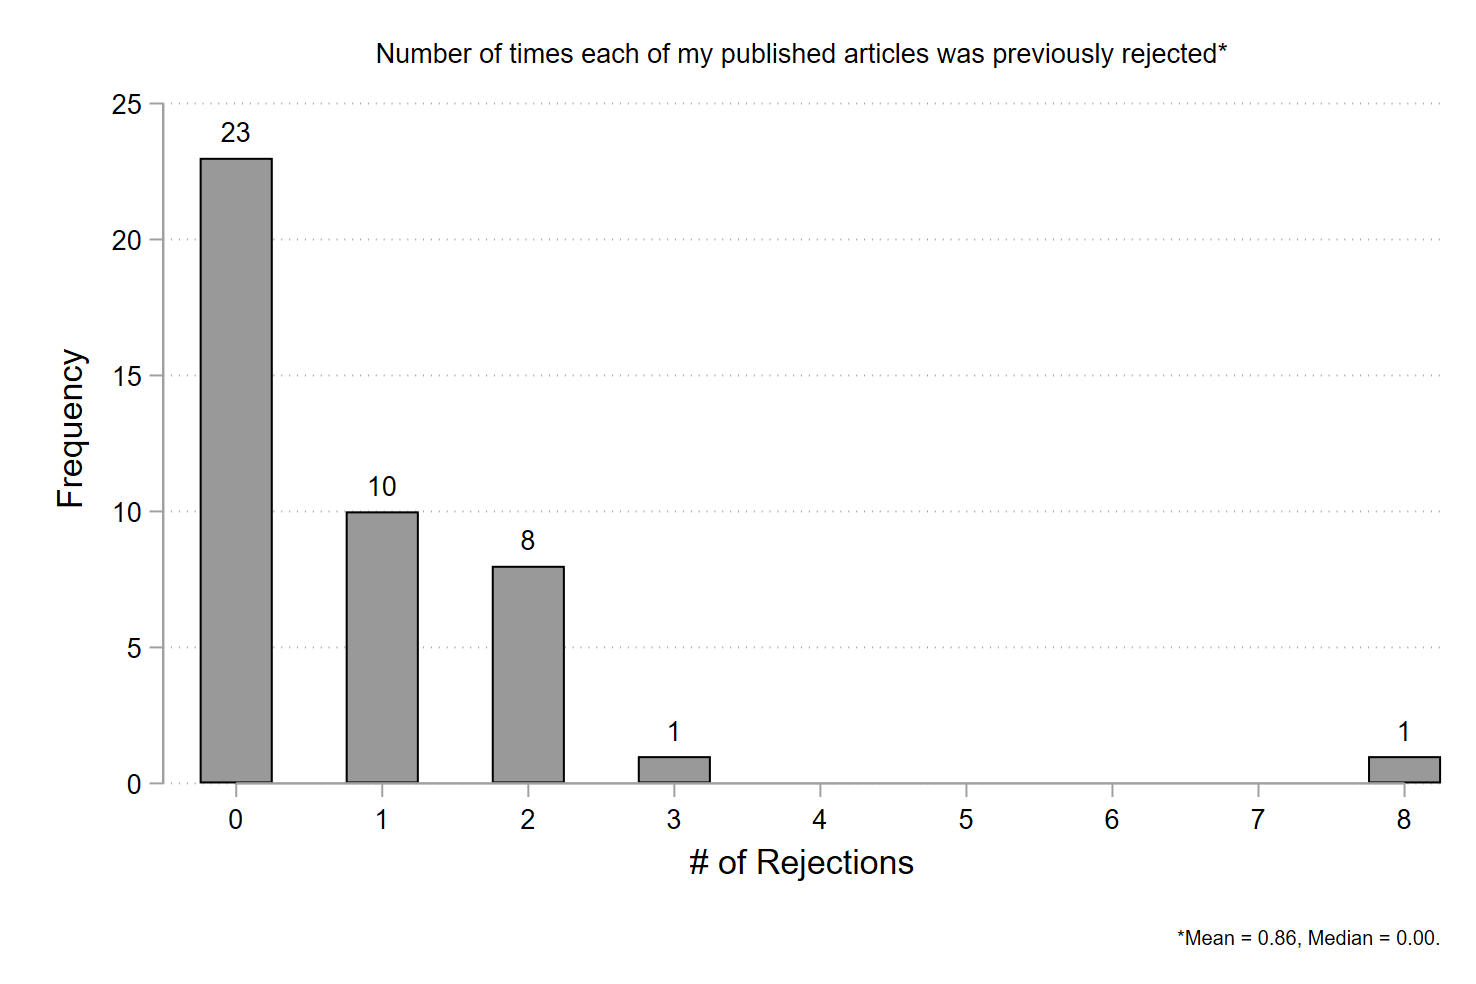 Number of times each of my published articles was previously rejected*
25
20
15
10
5
0
Frequency
23
10
8
1
1
0 1 2 3 4 5 6 7 8
# of Rejections
*Mean = 0.86, Median = 0.00.